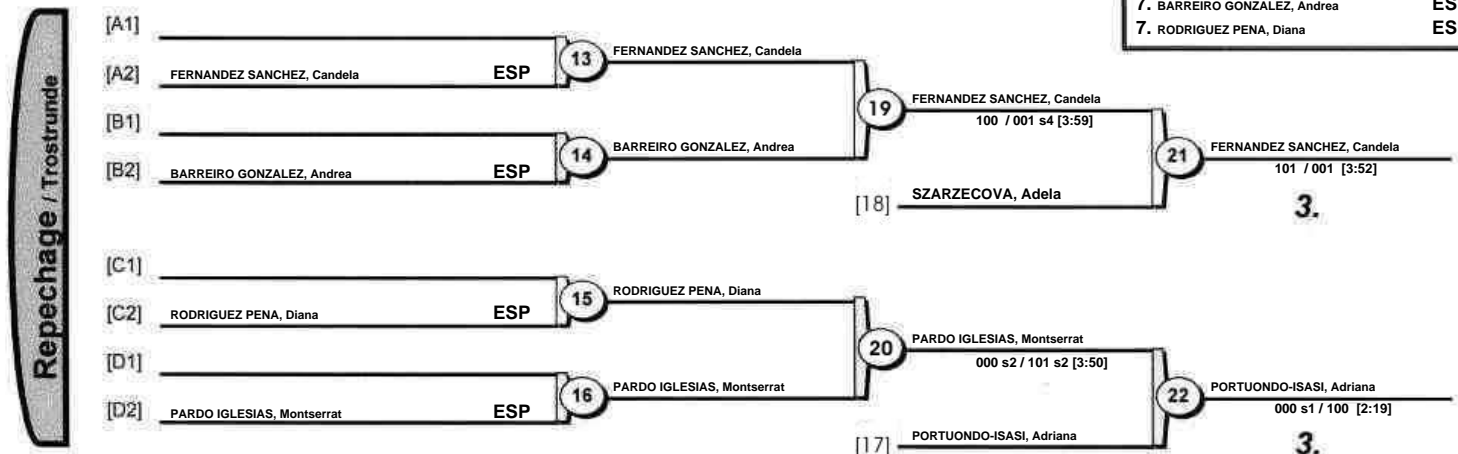 7. BARREIRO GONZALEZ, Andrea ES
7. RODRIGUEZ PENA, Diana ES
Repechage / Trostrunde
[A1]
[A2] FERNANDEZ SANCHEZ, Candela ESP
13 FERNANDEZ SANCHEZ, Candela
[B1]
[B2] BARREIRO GONZALEZ, Andrea ESP
14 BARREIRO GONZALEZ, Andrea
19 FERNANDEZ SANCHEZ, Candela
100 / 001 s4 [3:59]
[18] SZARZECOVA, Adela
21 FERNANDEZ SANCHEZ, Candela
101 / 001 [3:52]
3.
[C1]
[C2] RODRIGUEZ PENA, Diana ESP
15 RODRIGUEZ PENA, Diana
[D1]
[D2] PARDO IGLESIAS, Montserrat ESP
16 PARDO IGLESIAS, Montserrat
20 PARDO IGLESIAS, Montserrat
000 s2 / 101 s2 [3:50]
[17] PORTUONDO-ISASI, Adriana
22 PORTUONDO-ISASI, Adriana
000 s1 / 100 [2:19]
3.